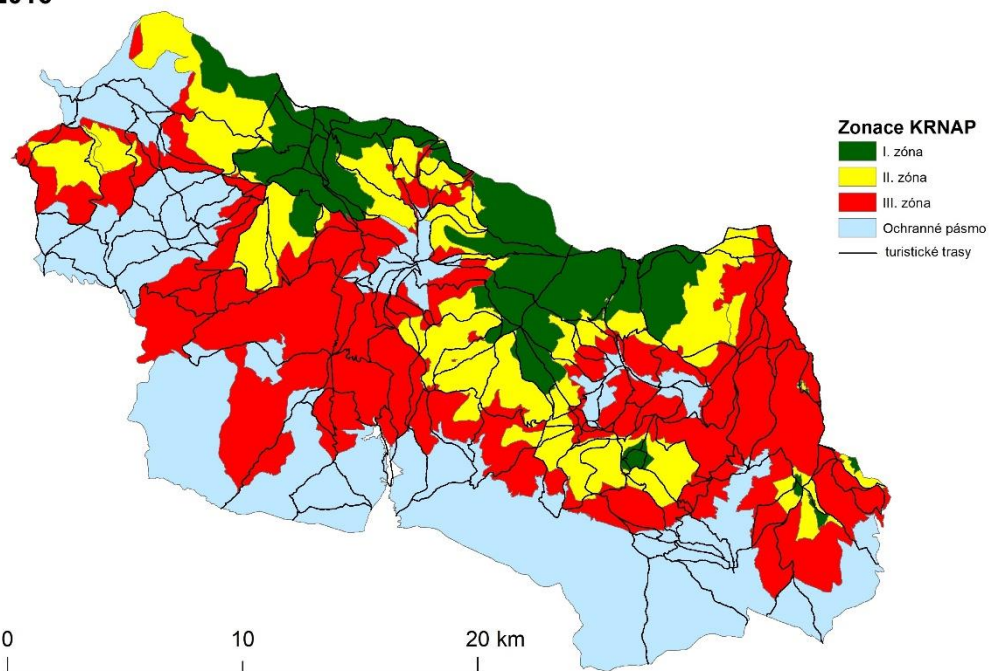 Zonace KRNAP
I. zóna
II. zóna
III. zóna
Ochranné pásmo
turistické trasy
0 10 20 km